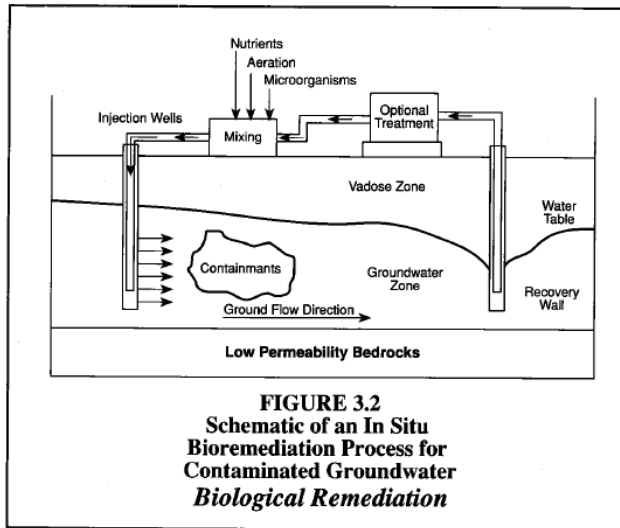 Nutrients
Aeration
Microorganisms
Injection Wells
Mixing
Optional
Treatment
Vadose Zone
Water
Table
Containmants
Groundwater
Zone
Recovery
Wall
Ground Flow Direction
Low Permeability Bedrocks
FIGURE 3.2
Schematic of an In Situ
Bioremediation Process for
Contaminated Groundwater
Biological Remediation